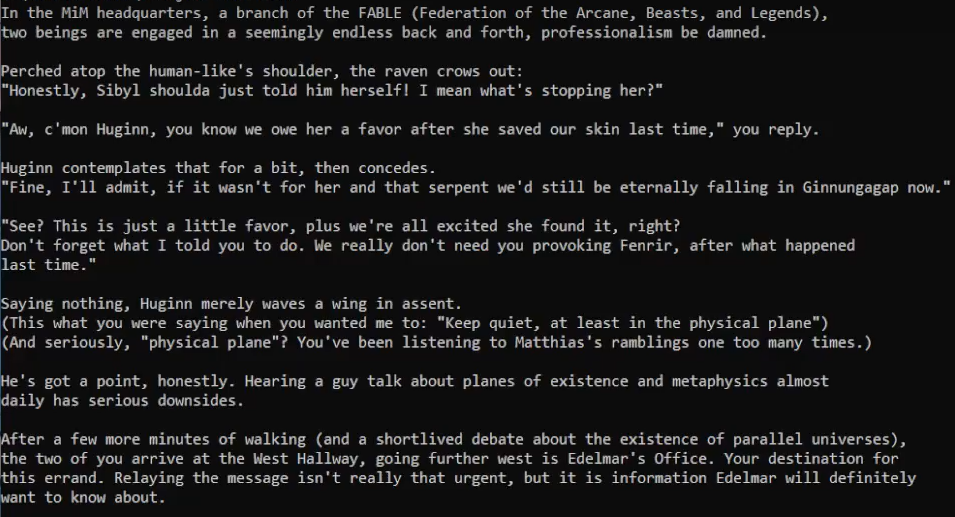 In the MiM headquarters, a branch of the FABLE (Federation of the Arcane, Beasts, and Legends),
two beings are engaged in a seemingly endless back and forth, professionalism be damned.
Perched atop the human-like's shoulder, the raven crows out:
"Honestly, Sibyl shoulda just told him herself! I mean what's stopping her?"
"Aw, c'mon Huginn, you know we owe her a favor after she saved our skin last time," you reply.
Huginn contemplates that for a bit, then concedes.
"Fine, I'll admit, if it wasn't for her and that serpent we'd still be eternally falling in Ginnungagap now."
"See? This is just a little favor, plus we're all excited she found it, right?
Don't forget what I told you to do. We really don't need you provoking Fenrir, after what happened
last time."
Saying nothing, Huginn merely waves a wing in assent.
(This what you were saying when you wanted me to: "Keep quiet, at least in the physical plane")
(And seriously, "physical plane"? You've been listening to Matthias's ramblings one too many times.)
He's got a point, honestly. Hearing a guy talk about planes of existence and metaphysics almost
daily has serious downsides.
After a few more minutes of walking (and a shortlived debate about the existence of parallel universes),
the two of you arrive at the West Hallway, going further west is Edelmar's Office. Your destination for
this errand. Relaying the message isn't really that urgent, but it is information Edelmar will definitely
want to know about.